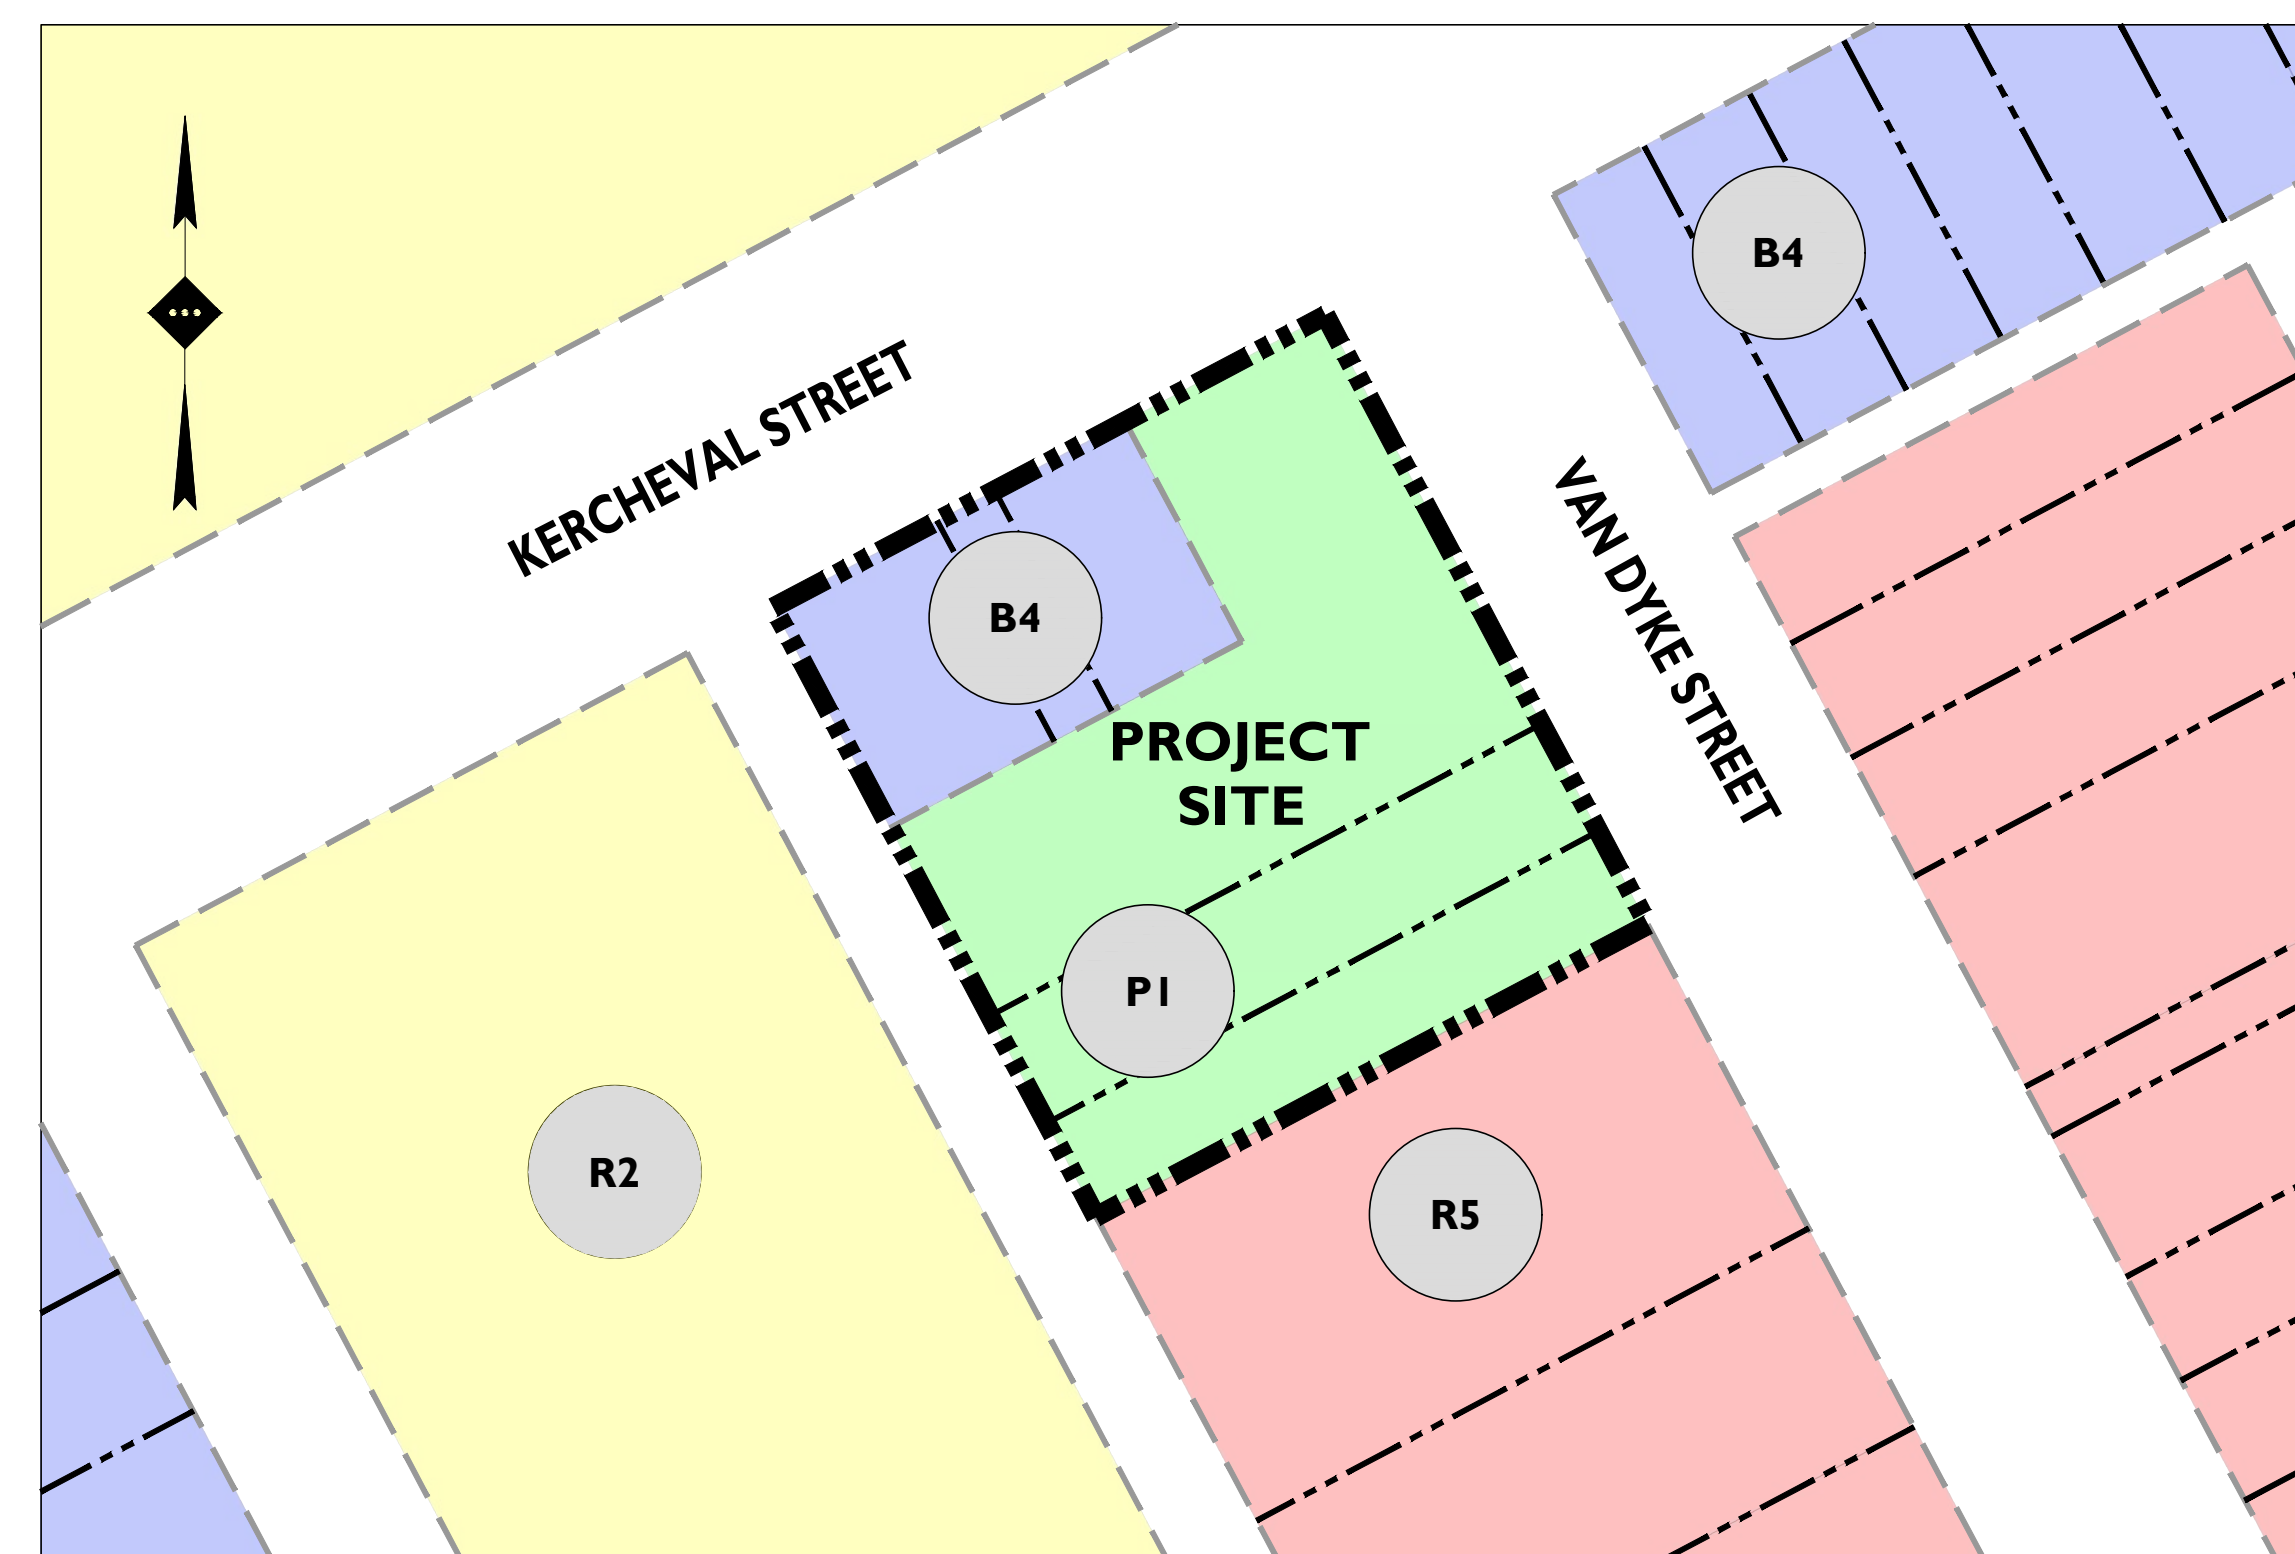 B4
KERCHEVAL STREET
VAN DYKE STREET
B4
PROJECT
SITE
P1
R2
R5